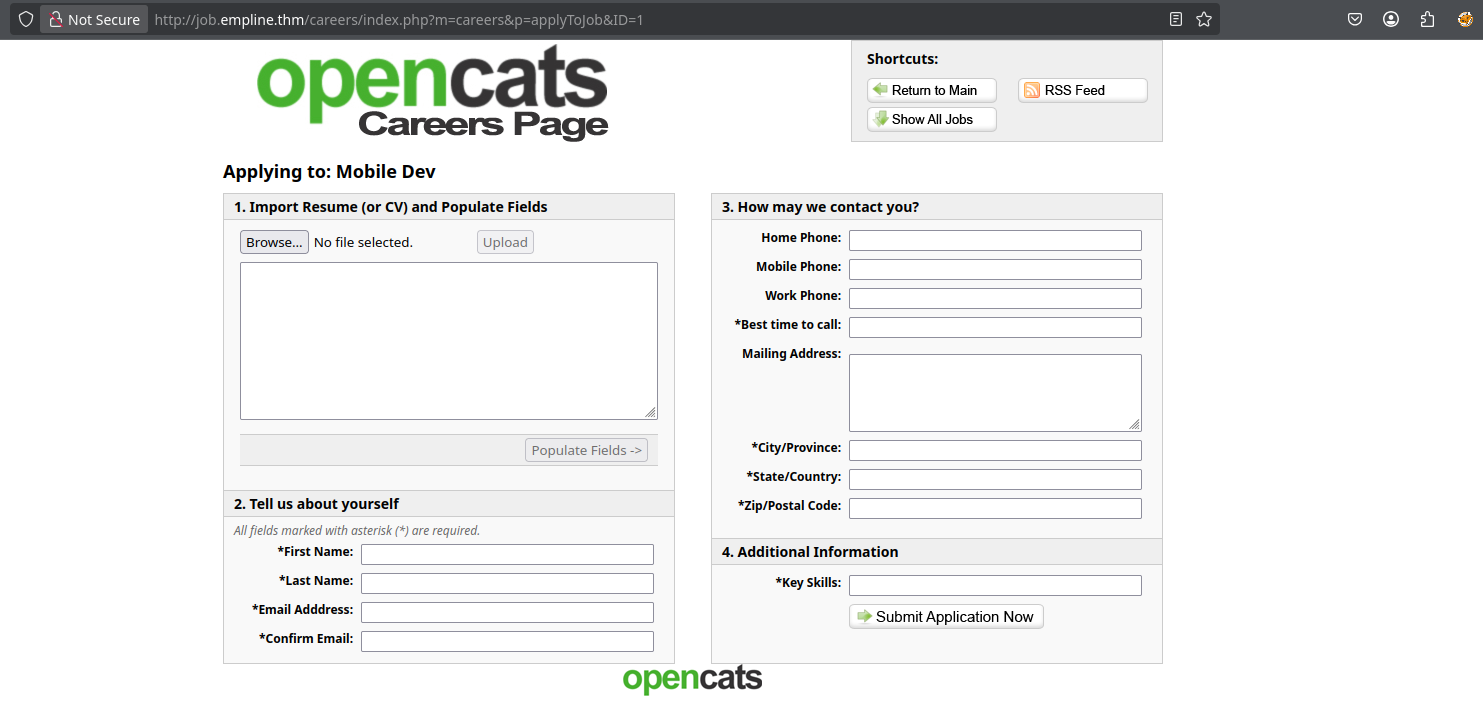 Not Secure http://job.empline.thm/careers/index.php?m=careers&p=applyToJob&ID=1
opencats
Careers Page
Shortcuts:
Return to Main RSS Feed
Show All Jobs
Applying to: Mobile Dev
1. Import Resume (or CV) and Populate Fields
Browse... No file selected. Upload
Populate Fields ->
2. Tell us about yourself
All fields marked with asterisk (*) are required.
*First Name:
*Last Name:
*Email Adddress:
*Confirm Email:
3. How may we contact you?
Home Phone:
Mobile Phone:
Work Phone:
*Best time to call:
Mailing Address:
*City/Province:
*State/Country:
*Zip/Postal Code:
4. Additional Information
*Key Skills:
Submit Application Now
opencats